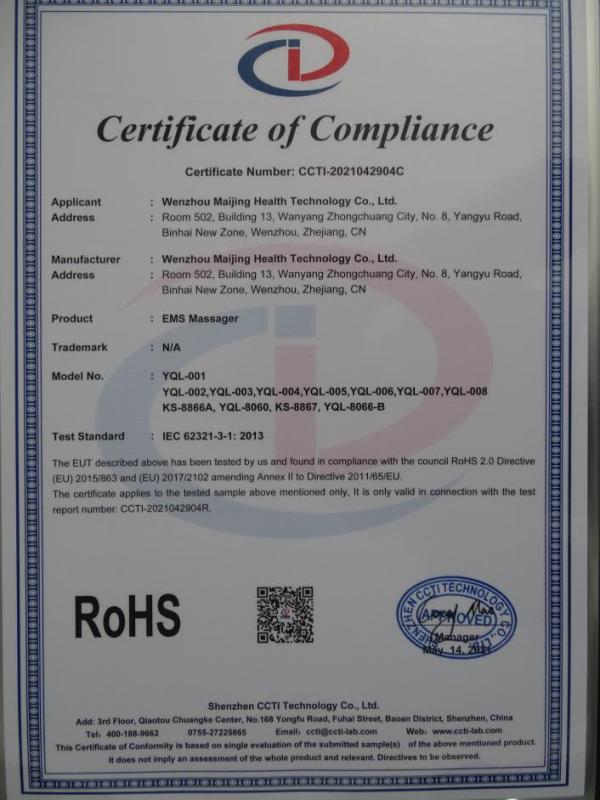 Certificate of Compliance
Certificate Number: CCTI-2021042904C
Applicant : Wenzhou Maijing Health Technology Co., Ltd.
Address : Room 502, Building 13, Wanyang Zhongchuang City, No. 8, Yangyu Road,
Binhai New Zone, Wenzhou, Zhejiang, CN
Manufacturer : Wenzhou Maijing Health Technology Co., Ltd.
Address : Room 502, Building 13, Wanyang Zhongchuang City, No. 8, Yangyu Road,
Binhai New Zone, Wenzhou, Zhejiang, CN
Product : EMS Massager
Trademark : N/A
Model No. : YQL-001
YQL-002,YQL-003,YQL-004,YQL-005,YQL-006,YQL-007,YQL-008
KS-8866A, YQL-8060, KS-8867, YQL-8066-B
Test Standard : IEC 62321-3-1: 2013
The EUT described above has been tested by us and found in compliance with the council RoHS 2.0 Directive
(EU) 2015/863 and (EU) 2017/2102 amending Annex II to Directive 2011/65/EU.
The certificate applies to the tested sample above mentioned only, It is only valid in connection with the test
report number: CCTI-2021042904R.
RoHS
SHENZHEN CCTI TECHNOLOGY CO., LTD.
APPROVED
Manager
May. 14, 2021
Shenzhen CCTI Technology Co., Ltd.
Add: 3rd Floor, Qiaotou Chuangke Center, No.168 Yongfu Road, Fuhai Street, Baoan District, Shenzhen, China
Tel: 400-188-9662 0755-27225865 Email: ccti@ccti-lab.com Web: www.ccti-lab.com
This Certificate of Conformity is based on single evaluation of the submitted sample(s) of the above mentioned product.
It does not imply an assessment of the whole product and relevant. Directives to be observed.